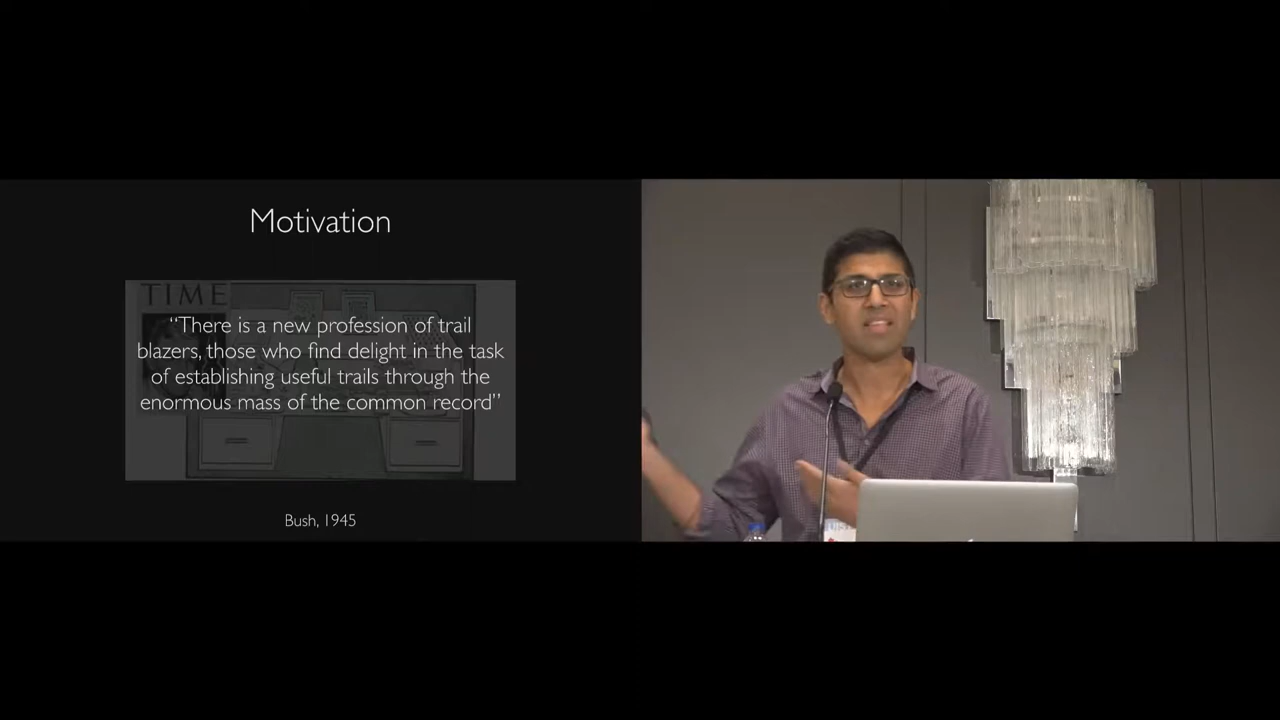 Motivation
TIME
“There is a new profession of trail
blazers, those who find delight in the task
of establishing useful trails through the
enormous mass of the common record”
Bush, 1945